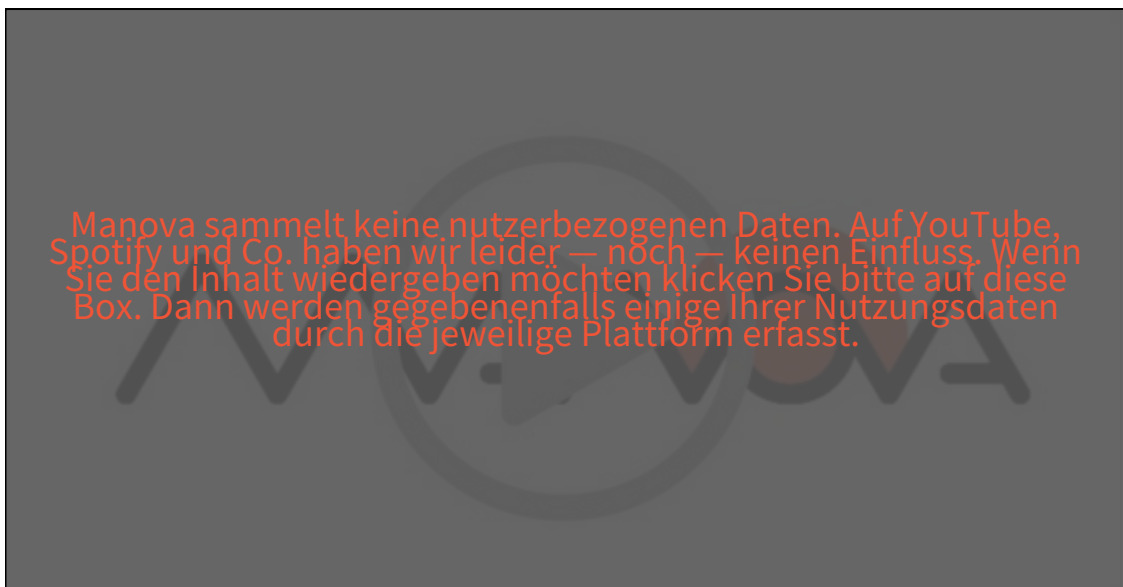 Manova sammelt keine nutzerbezogenen Daten. Auf YouTube,
Spotify und Co. haben wir leider — noch — keinen Einfluss. Wenn
Sie den Inhalt wiedergeben möchten klicken Sie bitte auf diese
Box. Dann werden gegebenenfalls einige Ihrer Nutzungsdaten
durch die jeweilige Plattform erfasst.
MANOVA